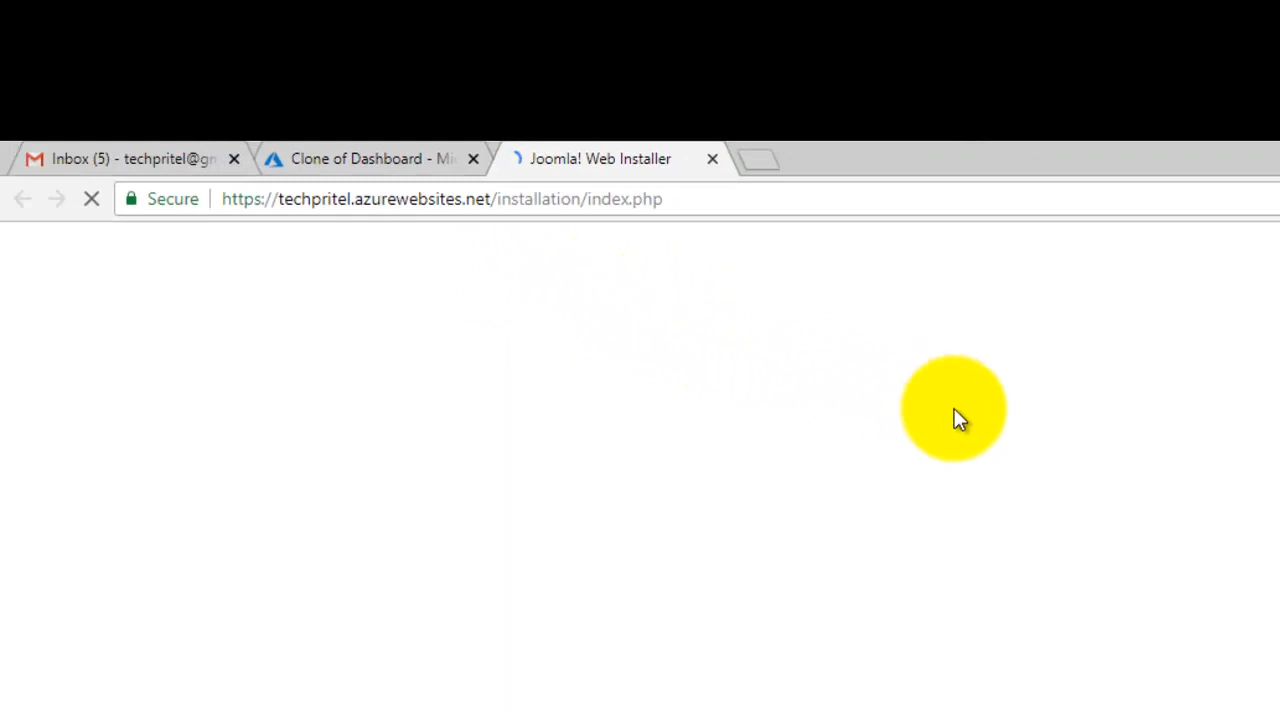 Inbox (5) - techpritel@gm
Clone of Dashboard - Mi
Joomla! Web Installer
Secure
https://techpritel.azurewebsites.net/installation/index.php